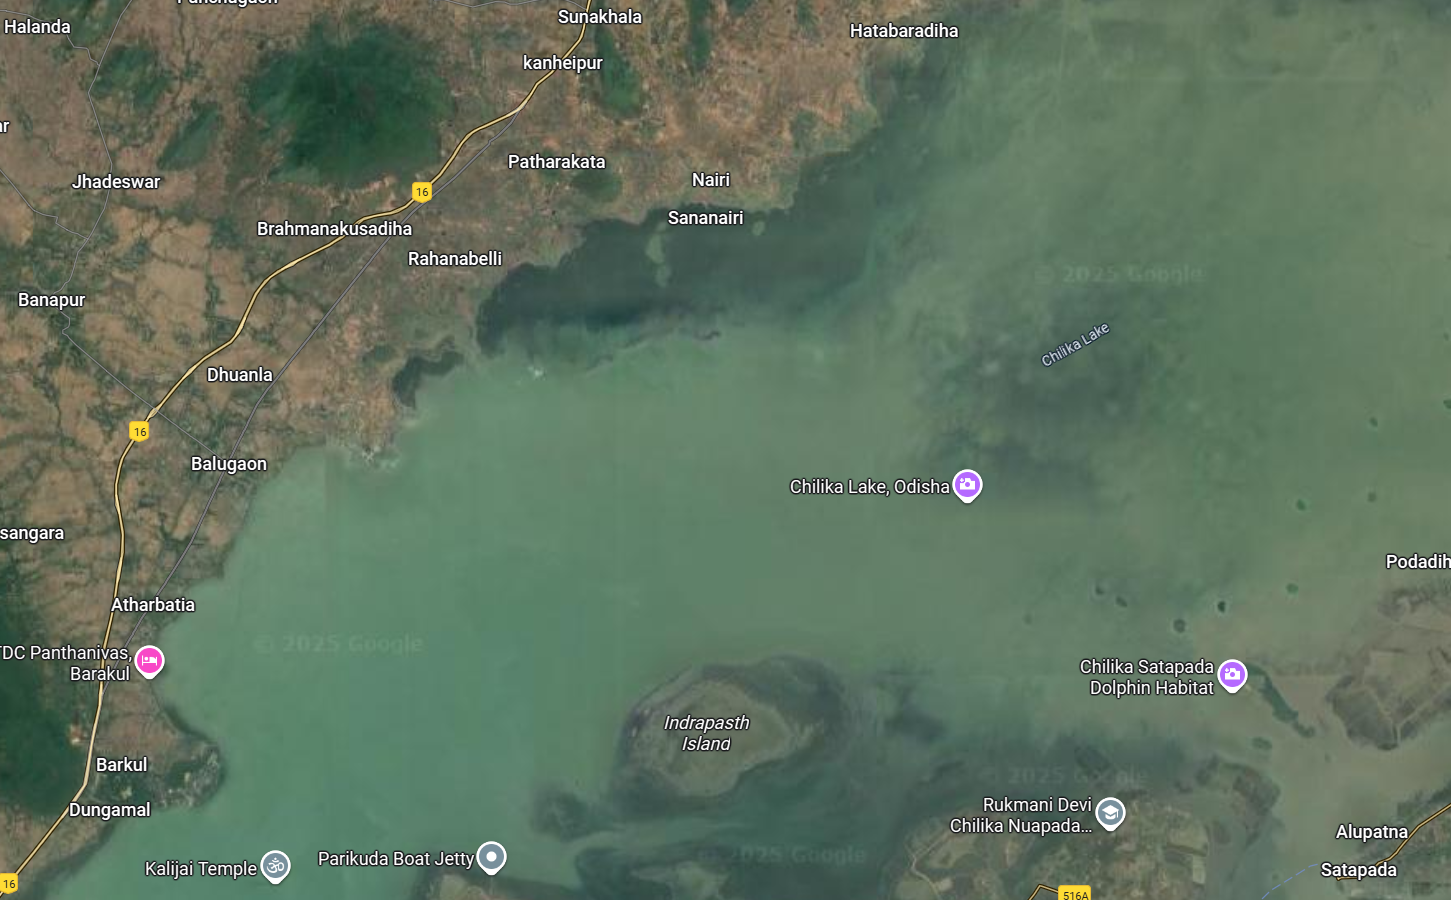 Sunakhala
Halanda
Hatabaradiha
kanheipur
Patharakata
Jhadeswar
Nairi
16
Sananairi
Brahmanakusadiha
Rahanabelli
© 2025 Google
Banapur
Chilika Lake
Dhuanla
16
Balugaon
Chilika Lake, Odisha
sangara
Podadih
Atharbatia
© 2025 Google
TDC Panthanivas,
Barakul
Chilika Satapada
Dolphin Habitat
Indrapasth
Island
Barkul
© 2025 Google
Dungamal
Rukmani Devi
Chilika Nuapada...
Alupatna
Kalijai Temple
Parikuda Boat Jetty
2025 Google
Satapada
16
516A